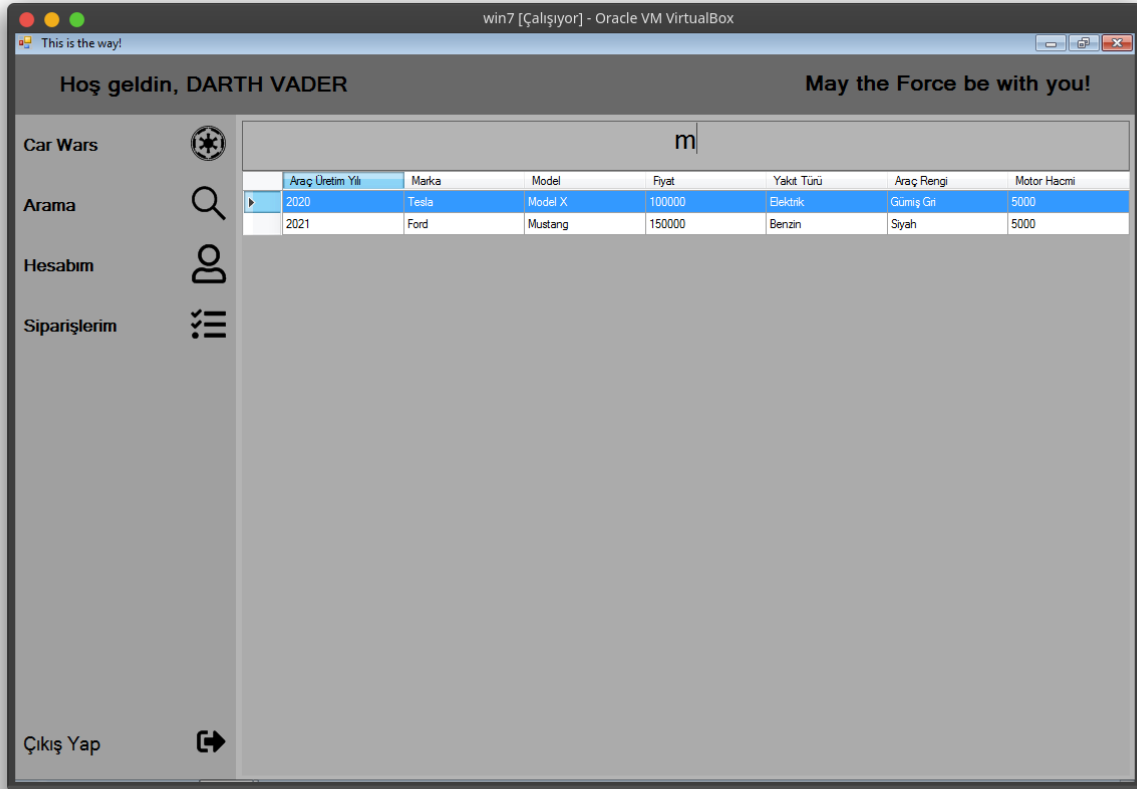 win7 [Çalışıyor] - Oracle VM VirtualBox
This is the way!
Hoş geldin, DARTH VADER
May the Force be with you!
Car Wars
Arama
Hesabım
Siparişlerim
Çıkış Yap
m
Araç Üretim Yılı Marka Model Fiyat Yakıt Türü Araç Rengi Motor Hacmi
2020 Tesla Model X 100000 Elektrik Gümiş Gri 5000
2021 Ford Mustang 150000 Benzin Siyah 5000